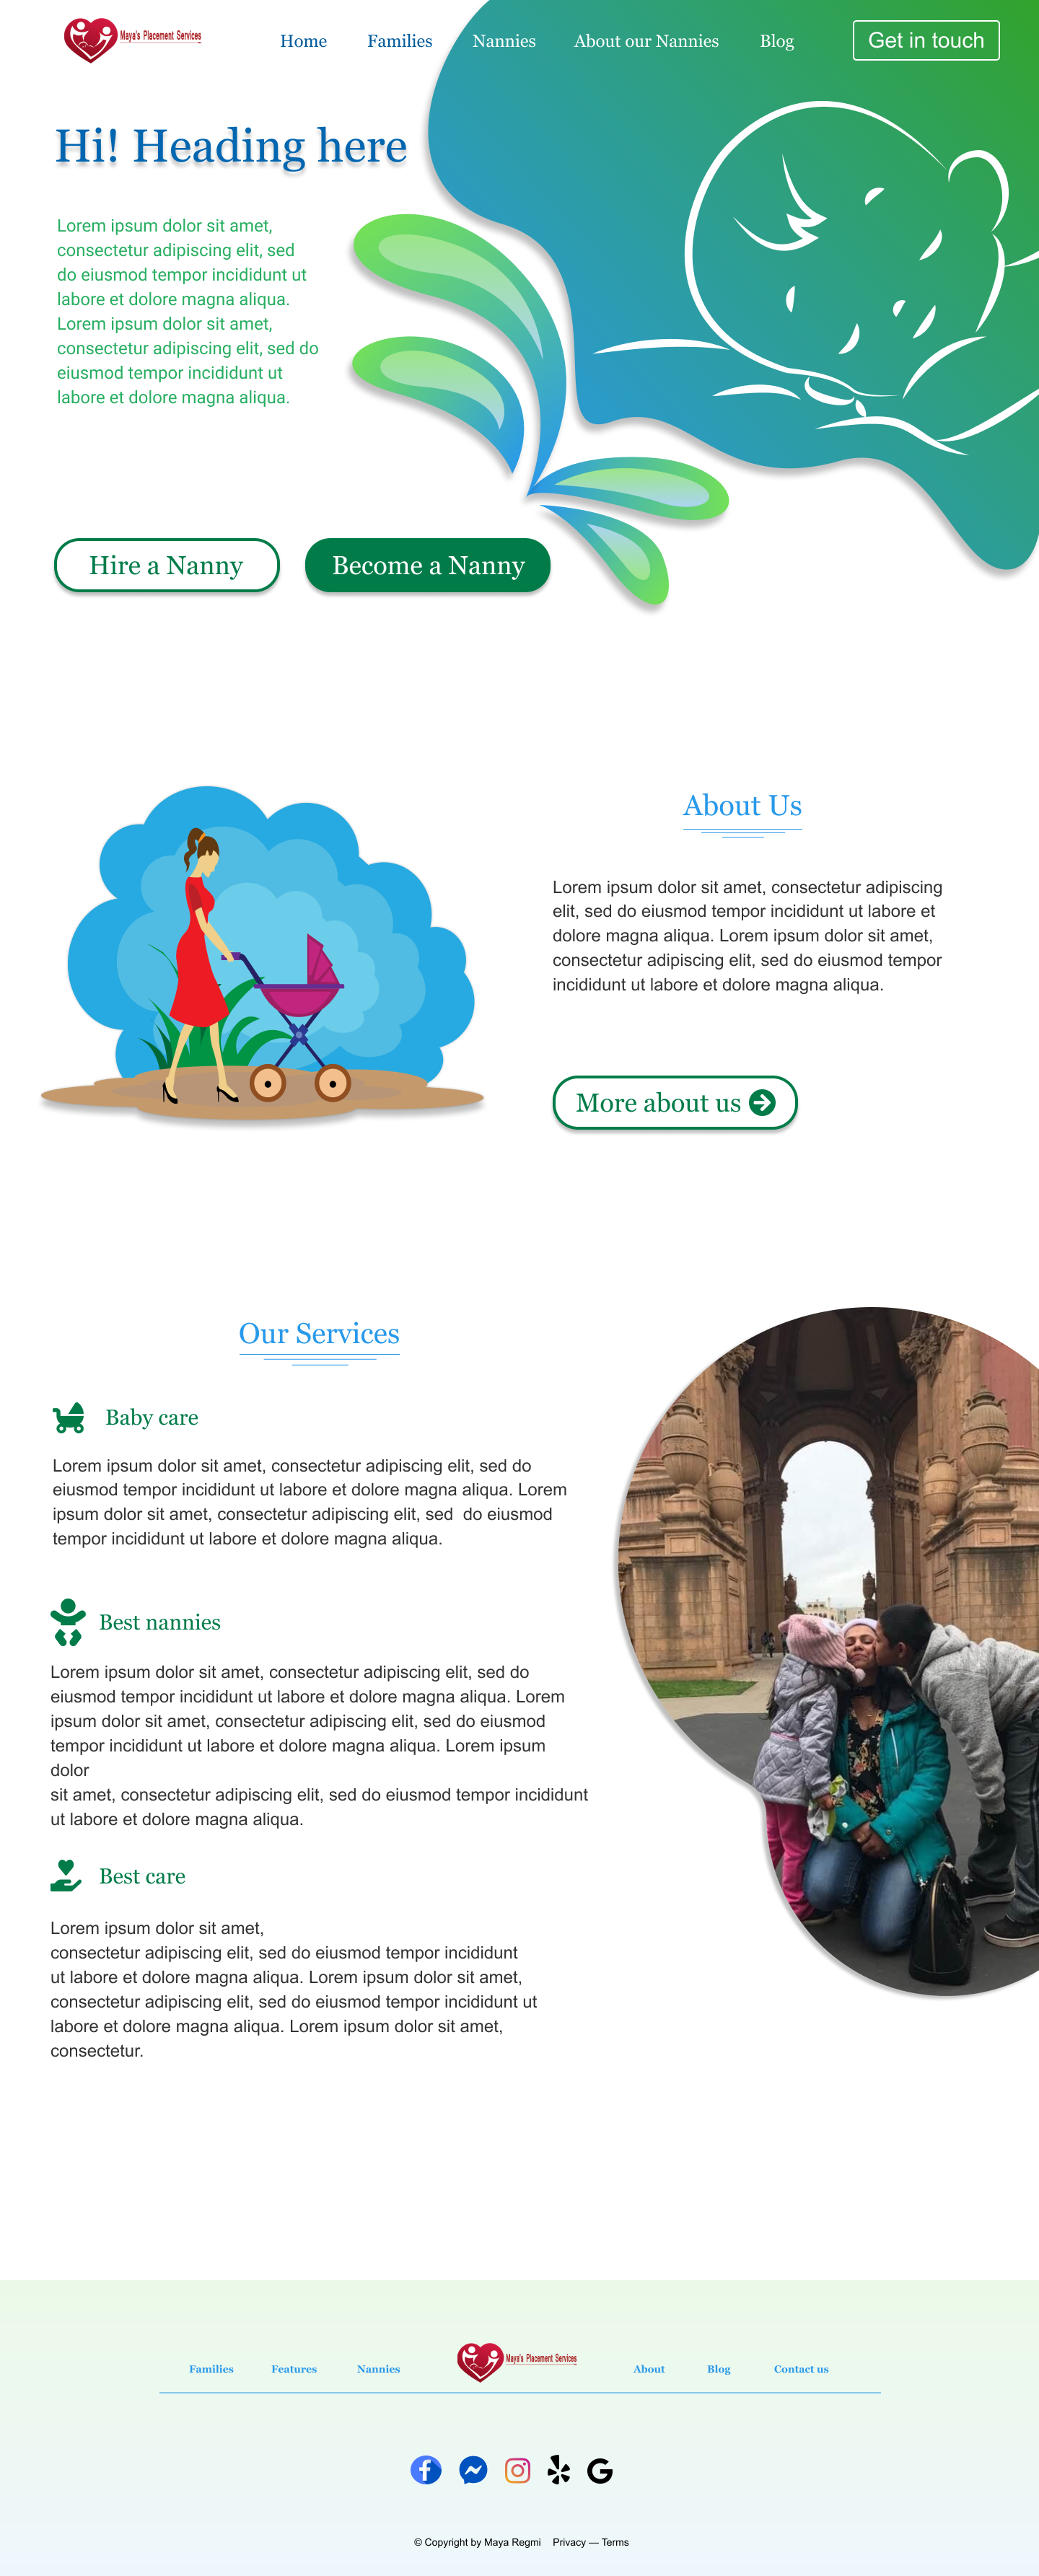 Maya's Placement Services
Home Families Nannies About our Nannies Blog Get in touch
Hi! Heading here
Lorem ipsum dolor sit amet,
consectetur adipiscing elit, sed
do eiusmod tempor incididunt ut
labore et dolore magna aliqua.
Lorem ipsum dolor sit amet,
consectetur adipiscing elit, sed do
eiusmod tempor incididunt ut
labore et dolore magna aliqua.
Hire a Nanny Become a Nanny
About Us
Lorem ipsum dolor sit amet, consectetur adipiscing
elit, sed do eiusmod tempor incididunt ut labore et
dolore magna aliqua. Lorem ipsum dolor sit amet,
consectetur adipiscing elit, sed do eiusmod tempor
incididunt ut labore et dolore magna aliqua.
More about us
Our Services
Baby care
Lorem ipsum dolor sit amet, consectetur adipiscing elit, sed do
eiusmod tempor incididunt ut labore et dolore magna aliqua. Lorem
ipsum dolor sit amet, consectetur adipiscing elit, sed  do eiusmod
tempor incididunt ut labore et dolore magna aliqua.
Best nannies
Lorem ipsum dolor sit amet, consectetur adipiscing elit, sed do
eiusmod tempor incididunt ut labore et dolore magna aliqua. Lorem
ipsum dolor sit amet, consectetur adipiscing elit, sed do eiusmod
tempor incididunt ut labore et dolore magna aliqua. Lorem ipsum
dolor
sit amet, consectetur adipiscing elit, sed do eiusmod tempor incididunt
ut labore et dolore magna aliqua.
Best care
Lorem ipsum dolor sit amet,
consectetur adipiscing elit, sed do eiusmod tempor incididunt
ut labore et dolore magna aliqua. Lorem ipsum dolor sit amet,
consectetur adipiscing elit, sed do eiusmod tempor incididunt ut
labore et dolore magna aliqua. Lorem ipsum dolor sit amet,
consectetur.
Families Features Nannies Maya's Placement Services About Blog Contact us
© Copyright by Maya Regmi Privacy — Terms